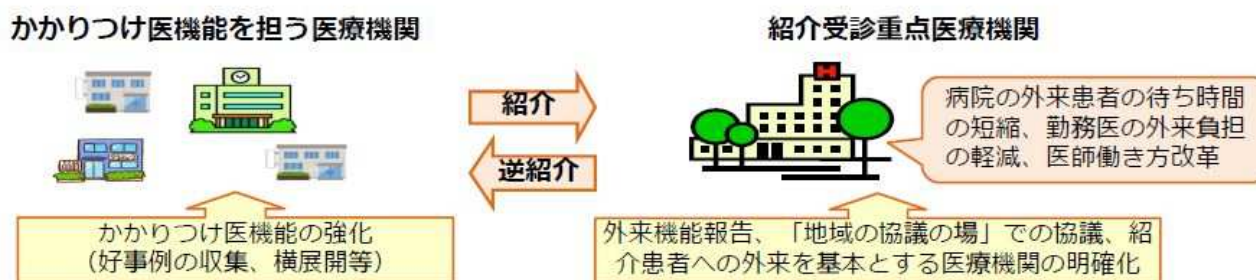 かかりつけ医機能を担う医療機関
紹介受診重点医療機関
紹介
逆紹介
H
病院の外来患者の待ち時間
の短縮、勤務医の外来負担
の軽減、医師働き方改革
かかりつけ医機能の強化
（好事例の収集、横展開等）
外来機能報告、「地域の協議の場」での協議、紹
介患者への外来を基本とする医療機関の明確化